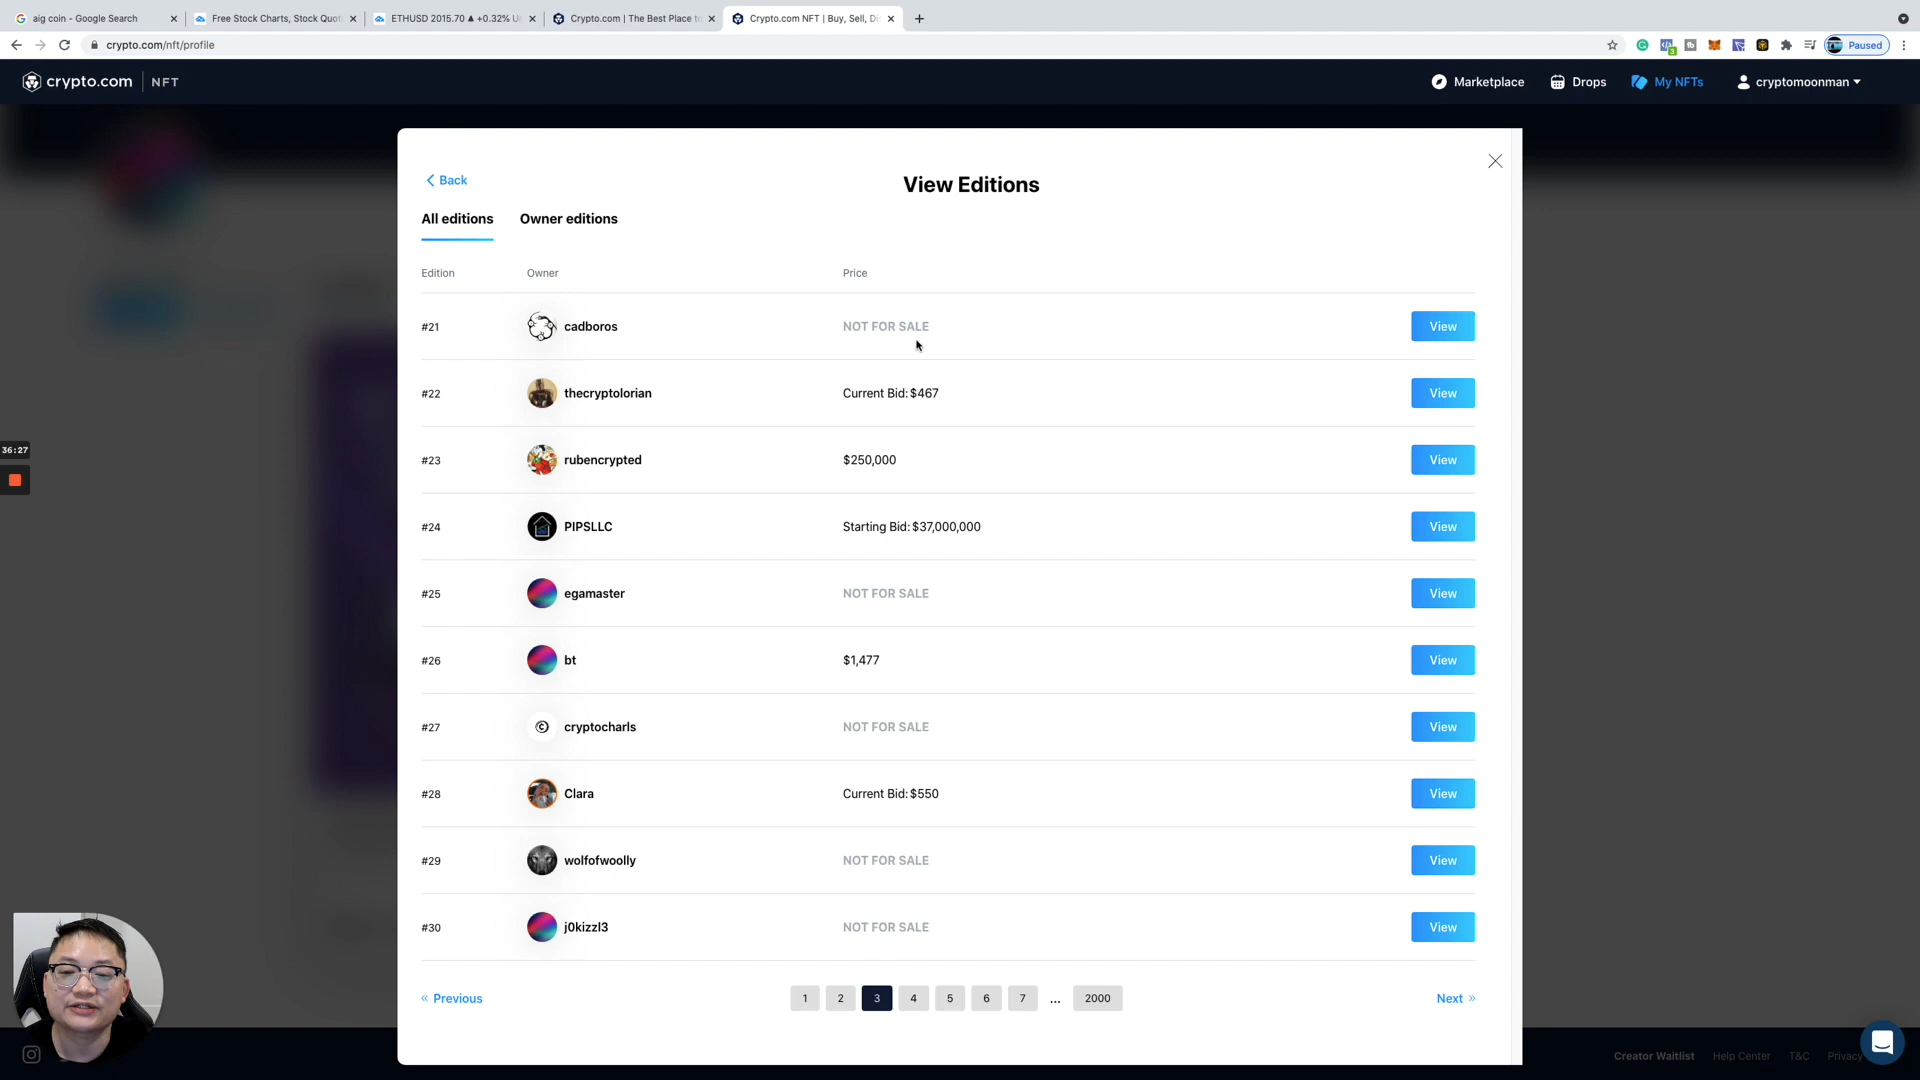 aig coin - Google Search
Free Stock Charts, Stock Quot
ETHUSD 2015.70 ▲ +0.32% U
Crypto.com | The Best Place to
Crypto.com NFT | Buy, Sell, Di
crypto.com/nft/profile
3
Paused
crypto.com | NFT
Marketplace
Drops
My NFTs
cryptomoonman
Back
View Editions
All editions
Owner editions
Edition Owner Price
#21 cadboros NOT FOR SALE View
#22 thecryptolorian Current Bid: $467 View
#23 rubencrypted $250,000 View
#24 PIPSLLC Starting Bid: $37,000,000 View
#25 egamaster NOT FOR SALE View
#26 bt $1,477 View
#27 cryptocharls NOT FOR SALE View
#28 Clara Current Bid: $550 View
#29 wolfofwoolly NOT FOR SALE View
#30 j0kizzl3 NOT FOR SALE View
36:27
« Previous 1 2 3 4 5 6 7 ... 2000 Next »
Creator Waitlist Help Center T&C Privacy